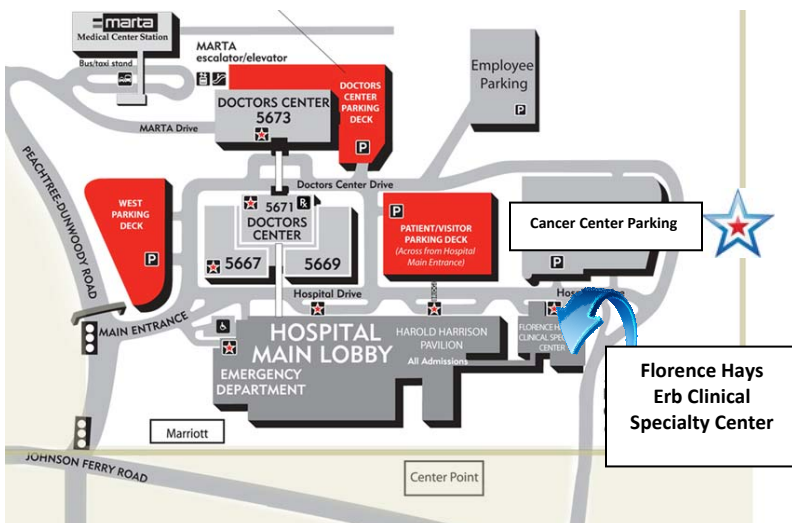 marta
Medical Center Station
Bus/taxi stand
MARTA
escalator/elevator
DOCTORS CENTER
5673
DOCTORS
CENTER
PARKING
DECK
P
Employee
Parking
P
MARTA Drive
PEACHTREE-DUNWOODY ROAD
Doctors Center Drive
WEST
PARKING
DECK
P
5671
DOCTORS
CENTER
5667
5669
P
PATIENT/VISITOR
PARKING DECK
(Across from Hospital
Main Entrance)
Cancer Center Parking
P
Hospital Drive
MAIN ENTRANCE
HOSPITAL
MAIN LOBBY
EMERGENCY
DEPARTMENT
HAROLD HARRISON
PAVILION
All Admissions
FLORENCE
CLINICAL
CENTER
Florence Hays
Erb Clinical
Specialty Center
Marriott
JOHNSON FERRY ROAD
Center Point